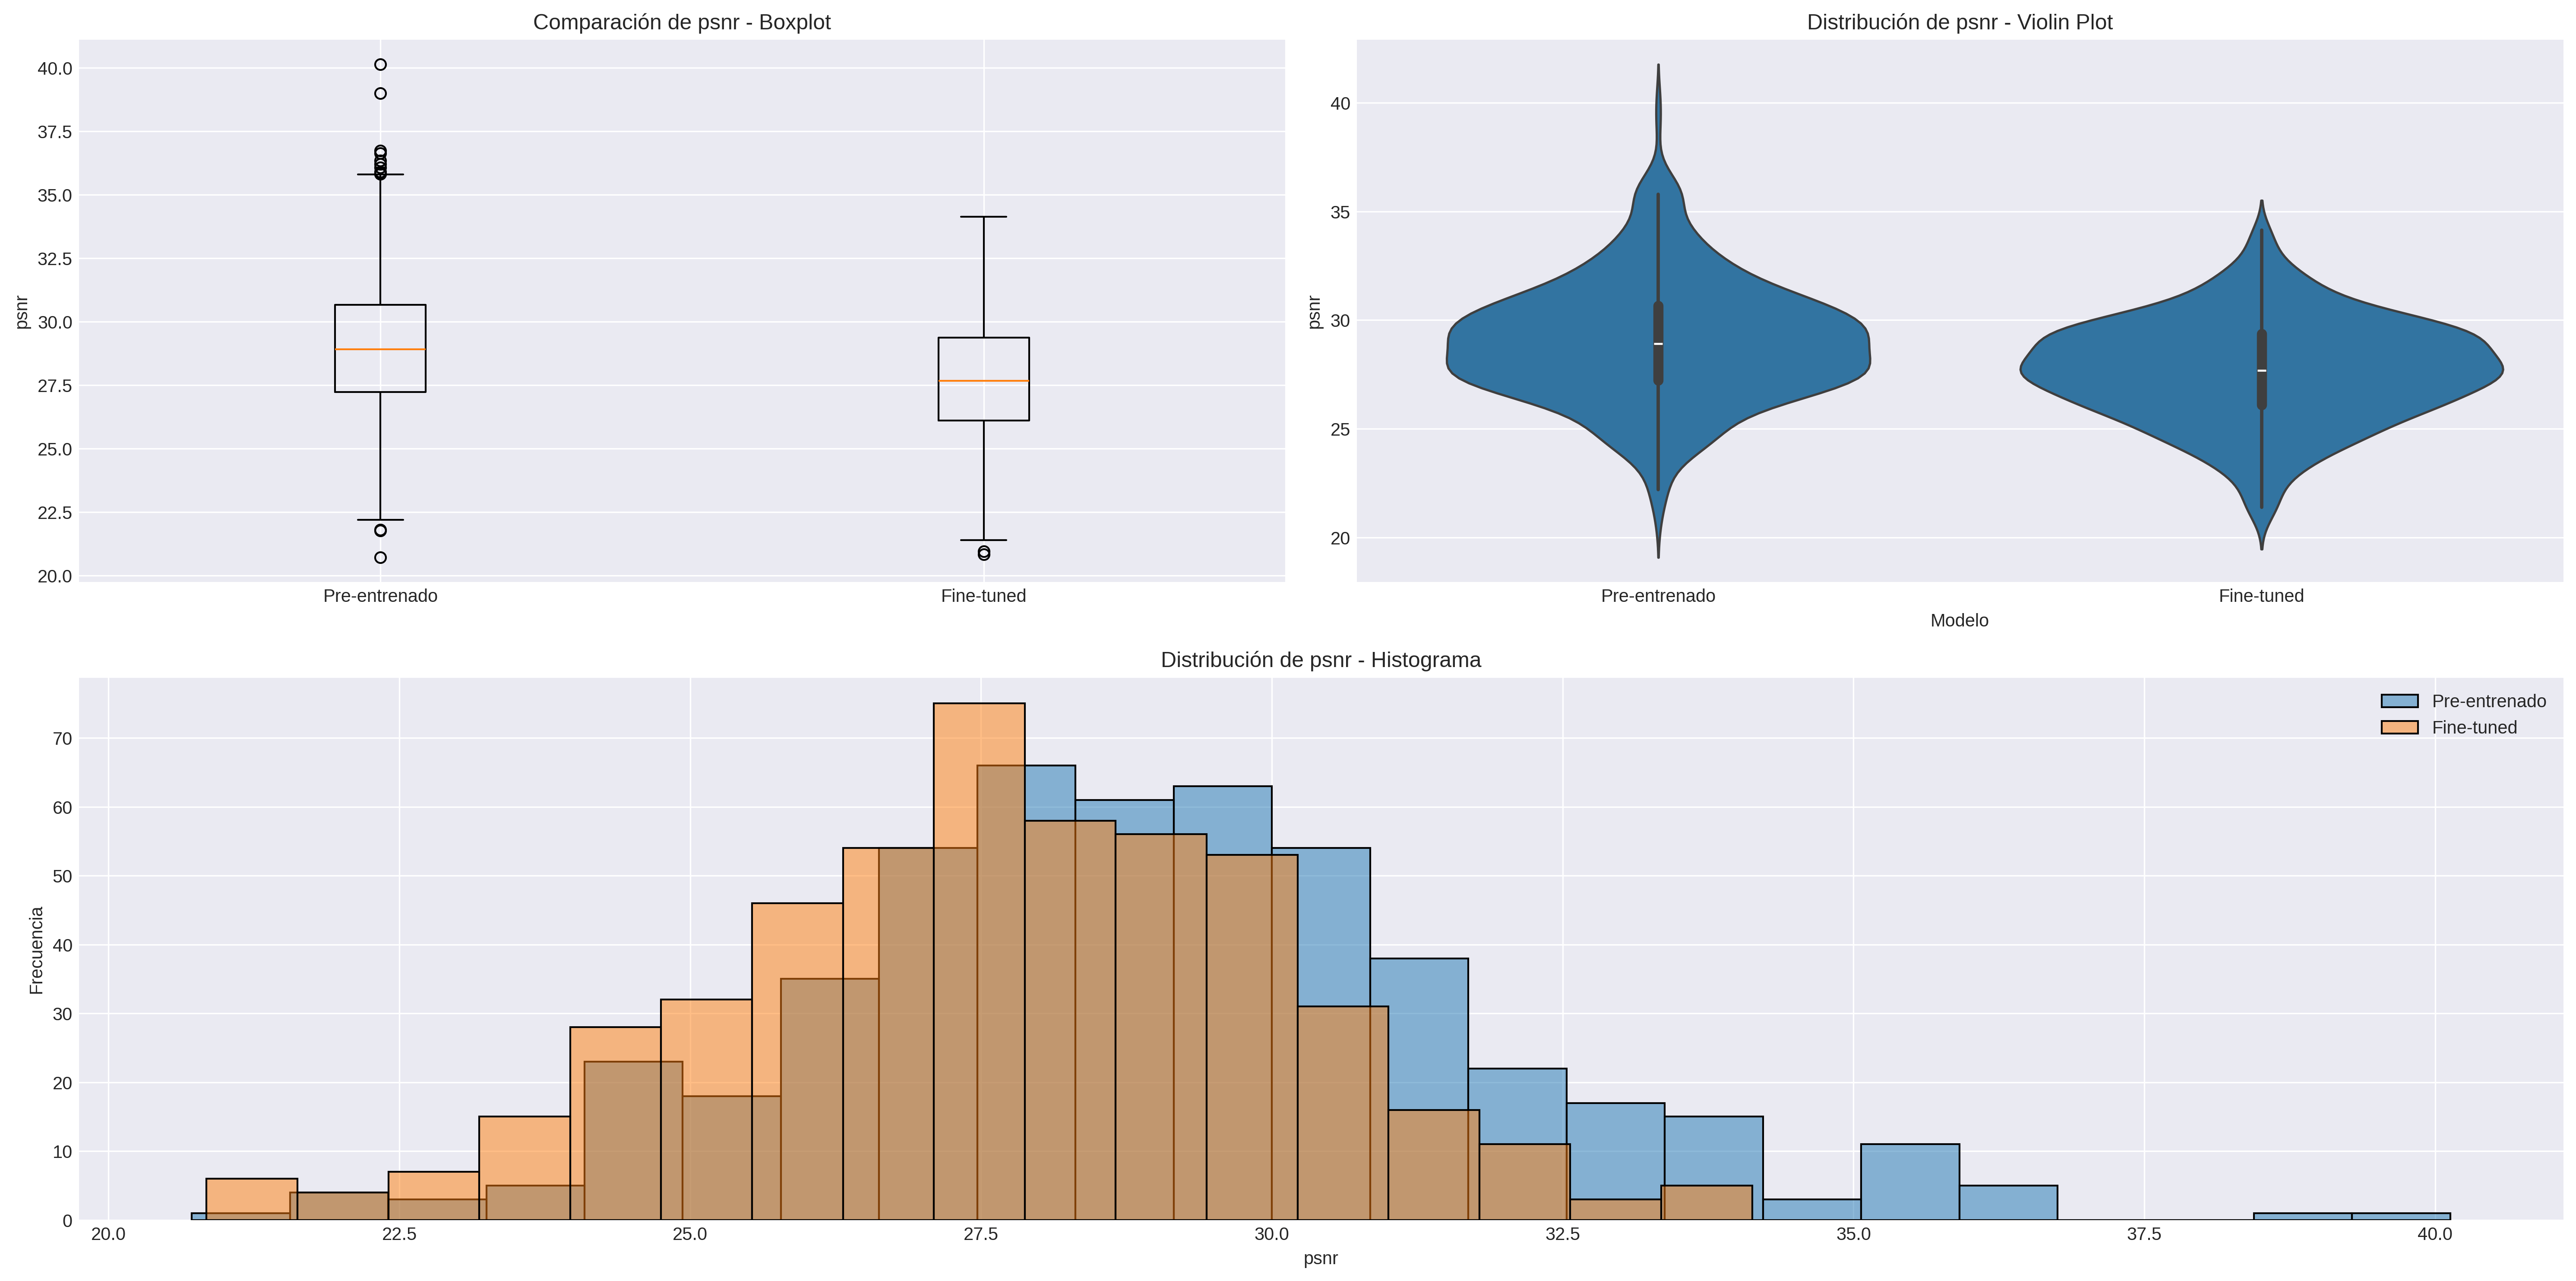 Comparación de psnr - Boxplot
psnr
40.0
37.5
35.0
32.5
30.0
27.5
25.0
22.5
20.0
Pre-entrenado
Fine-tuned
Distribución de psnr - Violin Plot
psnr
40
35
30
25
20
Pre-entrenado
Fine-tuned
Modelo
Distribución de psnr - Histograma
Frecuencia
70
60
50
40
30
20
10
0
20.0
22.5
25.0
27.5
30.0
32.5
35.0
37.5
40.0
psnr
Pre-entrenado
Fine-tuned